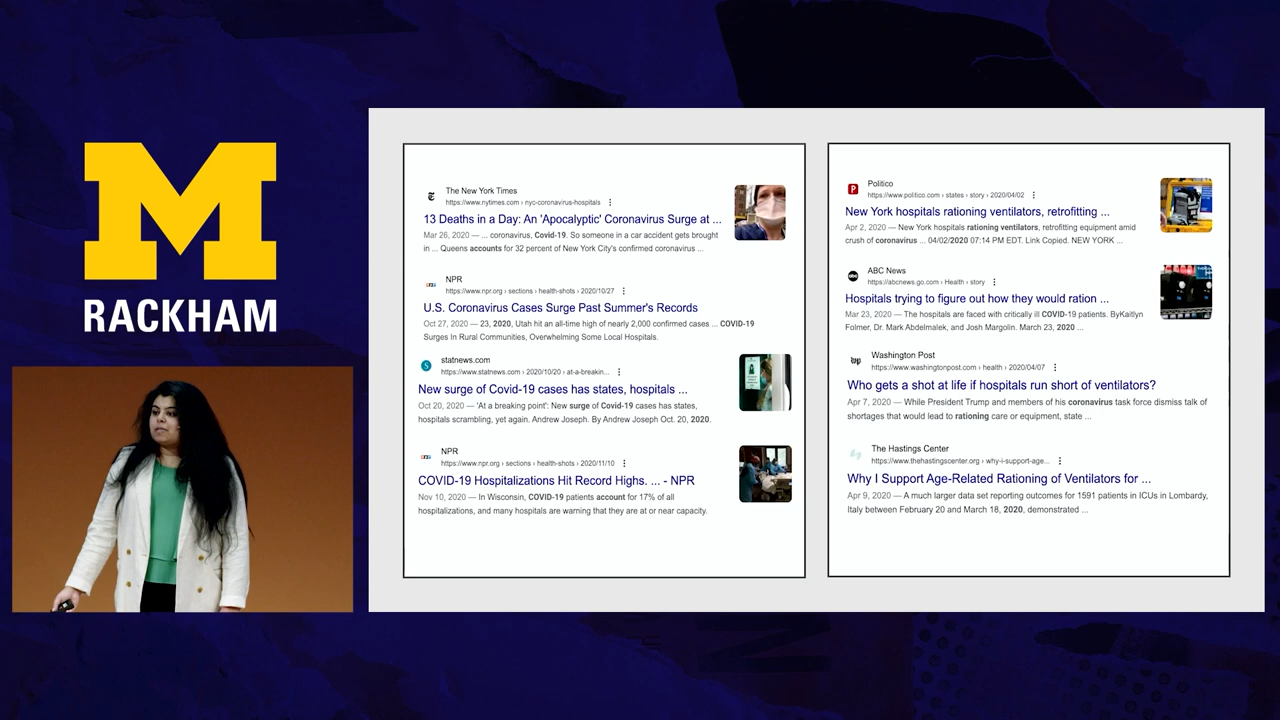 M
RACKHAM
The New York Times
https://www.nytimes.com › nyc-coronavirus-hospitals
13 Deaths in a Day: An 'Apocalyptic' Coronavirus Surge at ...
Mar 26, 2020 — ... coronavirus, Covid-19. So someone in a car accident gets brought
in ... Queens accounts for 32 percent of New York City's confirmed coronavirus ...
NPR
https://www.npr.org › sections › health-shots › 2020/10/27
U.S. Coronavirus Cases Surge Past Summer's Records
Oct 27, 2020 — 23, 2020, Utah hit an all-time high of nearly 2,000 confirmed cases ... COVID-19
Surges In Rural Communities, Overwhelming Some Local Hospitals.
S
statnews.com
https://www.statnews.com › 2020/10/20 › at-a-breakin...
New surge of Covid-19 cases has states, hospitals ...
Oct 20, 2020 — 'At a breaking point': New surge of Covid-19 cases has states,
hospitals scrambling, yet again. Andrew Joseph. By Andrew Joseph Oct. 20, 2020.
NPR
https://www.npr.org › sections › health-shots › 2020/11/10
COVID-19 Hospitalizations Hit Record Highs. ... - NPR
Nov 10, 2020 — In Wisconsin, COVID-19 patients account for 17% of all
hospitalizations, and many hospitals are warning that they are at or near capacity.
P
Politico
https://www.politico.com › states › story › 2020/04/02
New York hospitals rationing ventilators, retrofitting ...
Apr 2, 2020 — New York hospitals rationing ventilators, retrofitting equipment amid
crush of coronavirus ... 04/02/2020 07:14 PM EDT. Link Copied. NEW YORK ...
abc
ABC News
https://abcnews.go.com › Health › story
Hospitals trying to figure out how they would ration ...
Mar 23, 2020 — The hospitals are faced with critically ill COVID-19 patients. ByKaitlyn
Folmer, Dr. Mark Abdelmalek, and Josh Margolin. March 23, 2020 ...
wp
Washington Post
https://www.washingtonpost.com › health › 2020/04/07
Who gets a shot at life if hospitals run short of ventilators?
Apr 7, 2020 — While President Trump and members of his coronavirus task force dismiss talk of
shortages that would lead to rationing care or equipment, state ...
The Hastings Center
https://www.thehastingscenter.org › why-i-support-age...
Why I Support Age-Related Rationing of Ventilators for ...
Apr 9, 2020 — A much larger data set reporting outcomes for 1591 patients in ICUs in Lombardy,
Italy between February 20 and March 18, 2020, demonstrated ...